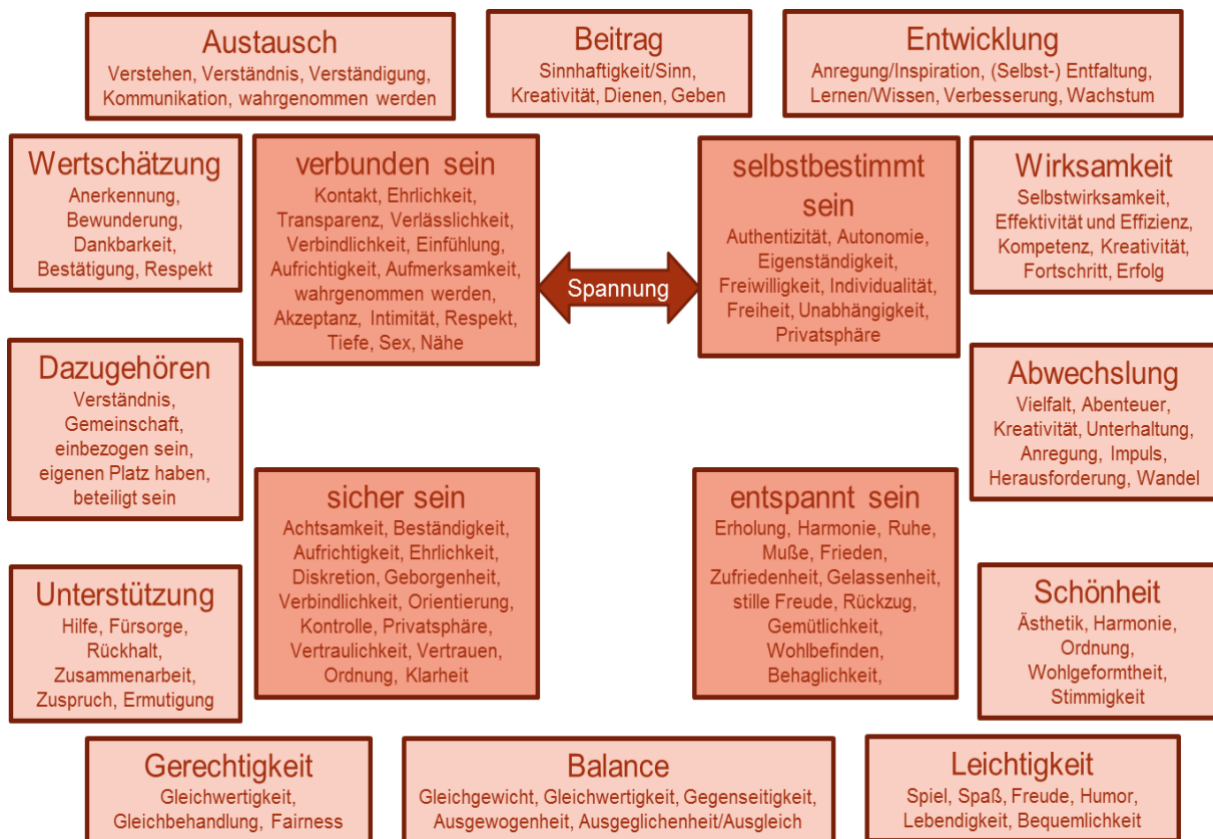 Austausch
Verstehen, Verständnis, Verständigung,
Kommunikation, wahrgenommen werden
Beitrag
Sinnhaftigkeit/Sinn,
Kreativität, Dienen, Geben
Entwicklung
Anregung/Inspiration, (Selbst-) Entfaltung,
Lernen/Wissen, Verbesserung, Wachstum
Wertschätzung
Anerkennung,
Bewunderung,
Dankbarkeit,
Bestätigung, Respekt
verbunden sein
Kontakt, Ehrlichkeit,
Transparenz, Verlässlichkeit,
Verbindlichkeit, Einfühlung,
Aufrichtigkeit, Aufmerksamkeit,
wahrgenommen werden,
Akzeptanz, Intimität, Respekt,
Tiefe, Sex, Nähe
Spannung
selbstbestimmt
sein
Authentizität, Autonomie,
Eigenständigkeit,
Freiwilligkeit, Individualität,
Freiheit, Unabhängigkeit,
Privatsphäre
Wirksamkeit
Selbstwirksamkeit,
Effektivität und Effizienz,
Kompetenz, Kreativität,
Fortschritt, Erfolg
Dazugehören
Verständnis,
Gemeinschaft,
einbezogen sein,
eigenen Platz haben,
beteiligt sein
Abwechslung
Vielfalt, Abenteuer,
Kreativität, Unterhaltung,
Anregung, Impuls,
Herausforderung, Wandel
sicher sein
Achtsamkeit, Beständigkeit,
Aufrichtigkeit, Ehrlichkeit,
Diskretion, Geborgenheit,
Verbindlichkeit, Orientierung,
Kontrolle, Privatsphäre,
Vertraulichkeit, Vertrauen,
Ordnung, Klarheit
entspannt sein
Erholung, Harmonie, Ruhe,
Muße, Frieden,
Zufriedenheit, Gelassenheit,
stille Freude, Rückzug,
Gemütlichkeit,
Wohlbefinden,
Behaglichkeit,
Unterstützung
Hilfe, Fürsorge,
Rückhalt,
Zusammenarbeit,
Zuspruch, Ermutigung
Schönheit
Ästhetik, Harmonie,
Ordnung,
Wohlgeformtheit,
Stimmigkeit
Gerechtigkeit
Gleichwertigkeit,
Gleichbehandlung, Fairness
Balance
Gleichgewicht, Gleichwertigkeit, Gegenseitigkeit,
Ausgewogenheit, Ausgeglichenheit/Ausgleich
Leichtigkeit
Spiel, Spaß, Freude, Humor,
Lebendigkeit, Bequemlichkeit